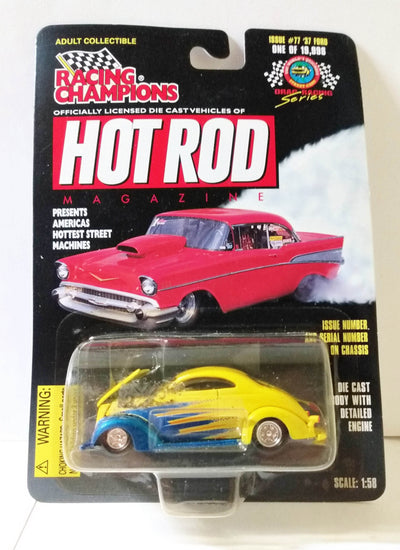 ADULT COLLECTIBLE
ISSUE #77 '37 FORD
ONE OF 19,998
RACING
CHAMPIONS®
DRAG RACING
Series
OFFICIALLY LICENSED DIE CAST VEHICLES OF
HOT ROD
MAGAZINE
PRESENTS
AMERICAS
HOTTEST STREET
MACHINES
ISSUE NUMBER,
AND SERIAL NUMBER
ON CHASSIS
DIE CAST
BODY WITH
DETAILED
ENGINE
WARNING:
CHOKING HAZARD
SCALE: 1:58